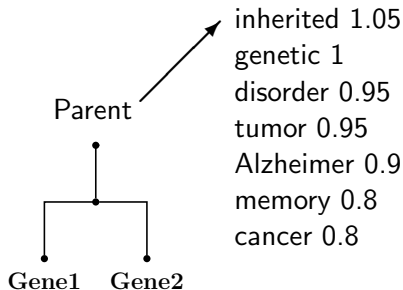 inherited 1.05
genetic 1
disorder 0.95
tumor 0.95
Alzheimer 0.9
memory 0.8
cancer 0.8
Parent
Gene1 Gene2